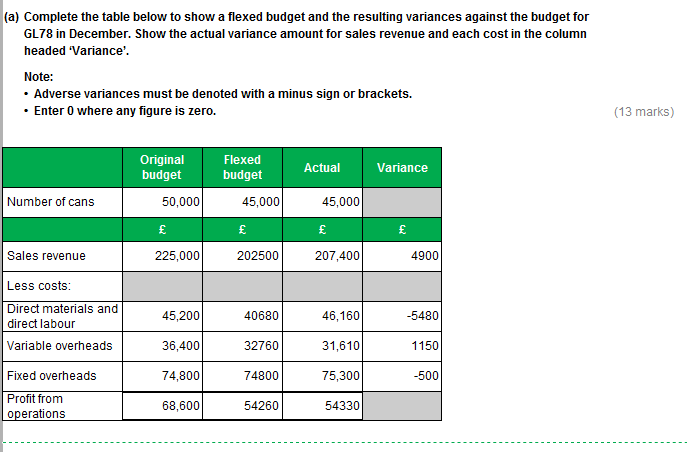 (a) Complete the table below to show a flexed budget and the resulting variances against the budget for
GL78 in December. Show the actual variance amount for sales revenue and each cost in the column
headed ‘Variance’.
Note:
• Adverse variances must be denoted with a minus sign or brackets.
• Enter 0 where any figure is zero.
(13 marks)
Original budget Flexed budget Actual Variance
Number of cans 50,000 45,000 45,000
£ £ £ £
Sales revenue 225,000 202500 207,400 4900
Less costs:
Direct materials and direct labour 45,200 40680 46,160 -5480
Variable overheads 36,400 32760 31,610 1150
Fixed overheads 74,800 74800 75,300 -500
Profit from operations 68,600 54260 54330